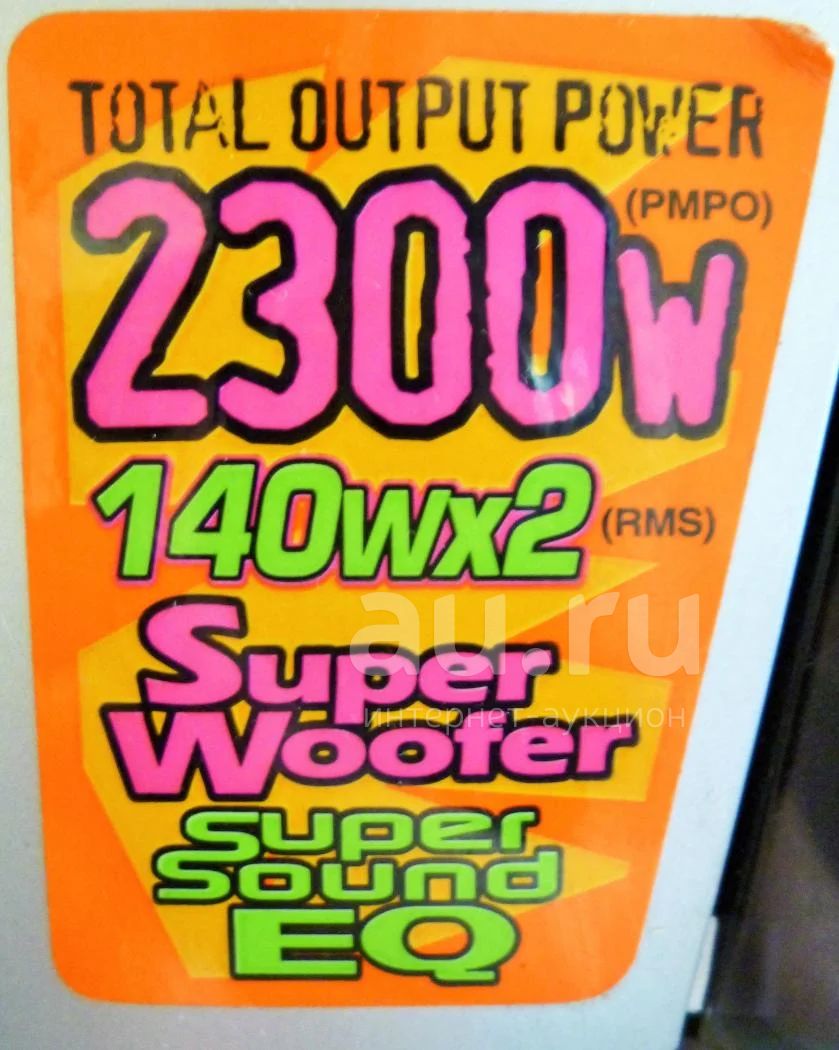 TOTAL OUTPUT POWER
2300W (PMPO)
140Wx2 (RMS)
Super
Woofer
au.ru
интернет-аукцион
Super
Sound
EQ